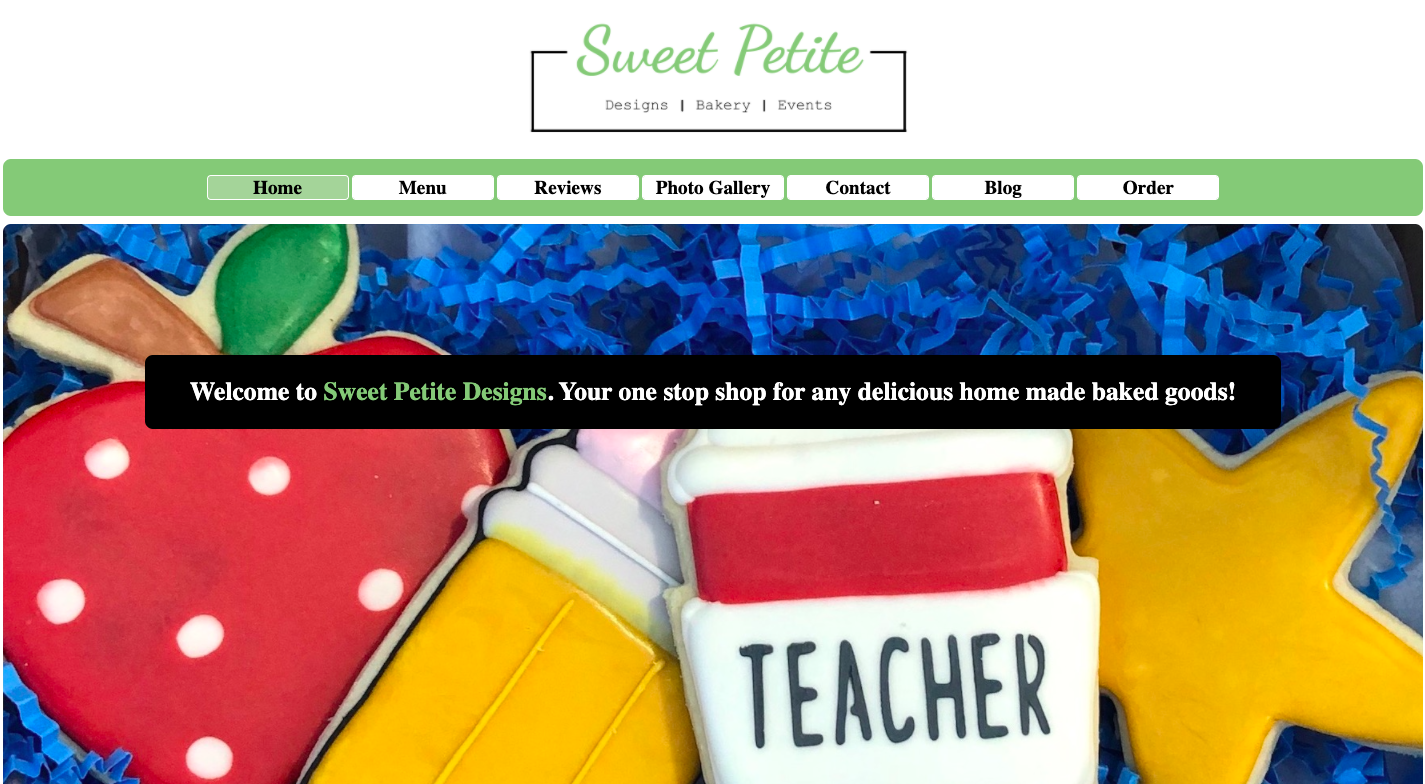 Sweet Petite
Designs | Bakery | Events
Home Menu Reviews Photo Gallery Contact Blog Order
Welcome to Sweet Petite Designs. Your one stop shop for any delicious home made baked goods!
TEACHER